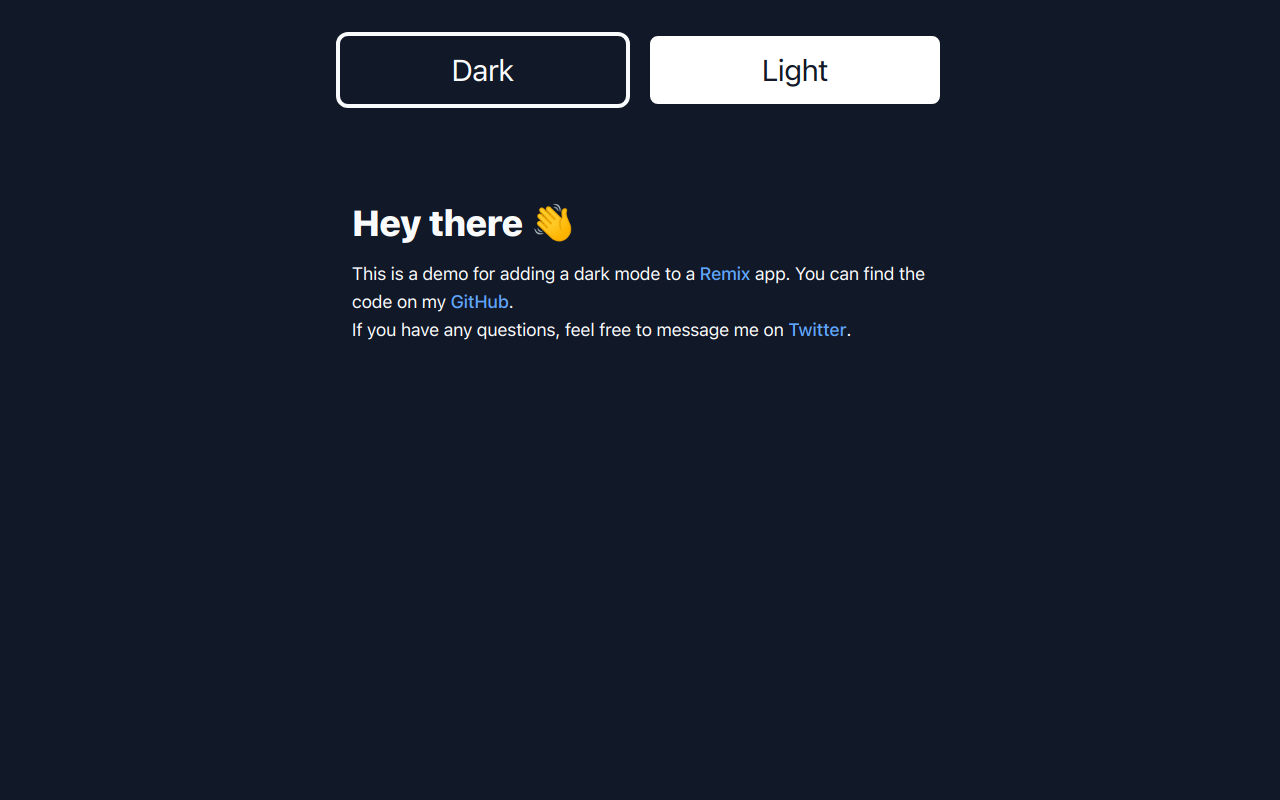 Dark
Light
Hey there 👋
This is a demo for adding a dark mode to a Remix app. You can find the
code on my GitHub.
If you have any questions, feel free to message me on Twitter.